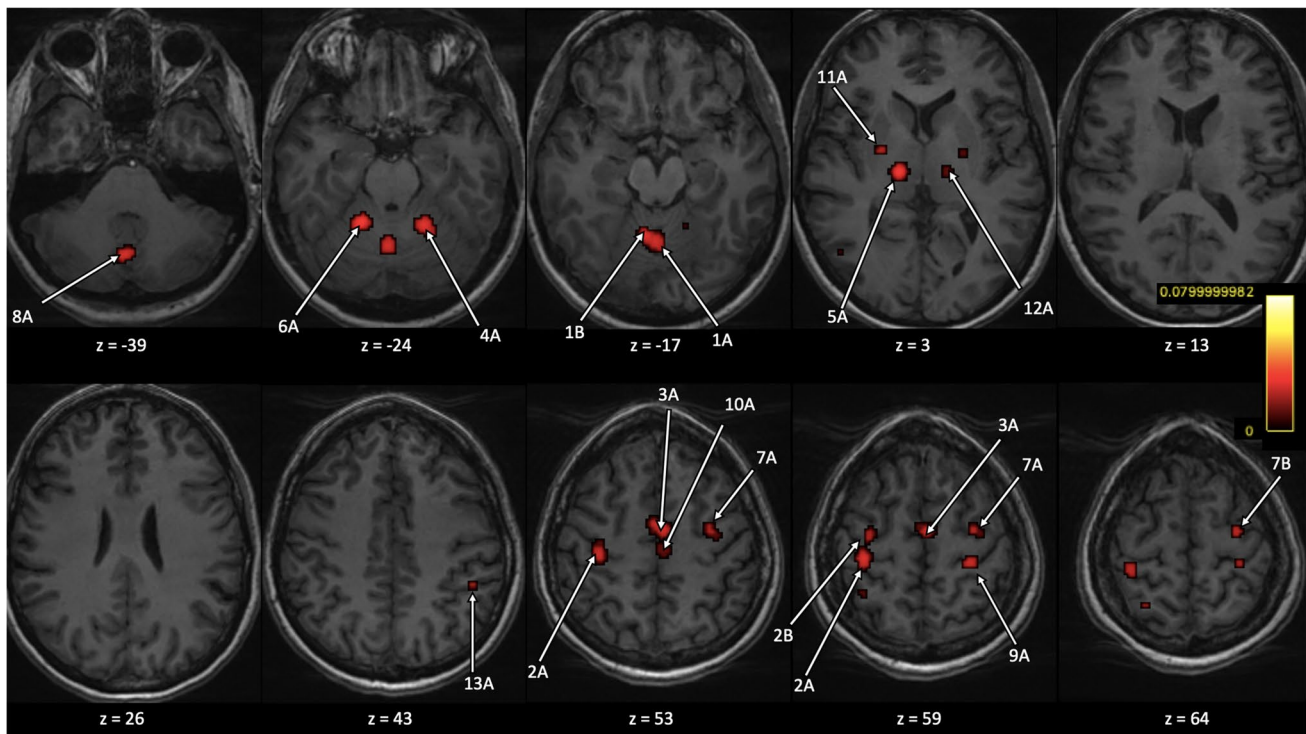 11A
8A
6A
4A
1B
1A
5A
12A
0.0799999982
0
z = -39
z = -24
z = -17
z = 3
z = 13
3A
10A
7A
3A
7A
7B
2A
13A
2B
2A
9A
z = 26
z = 43
z = 53
z = 59
z = 64